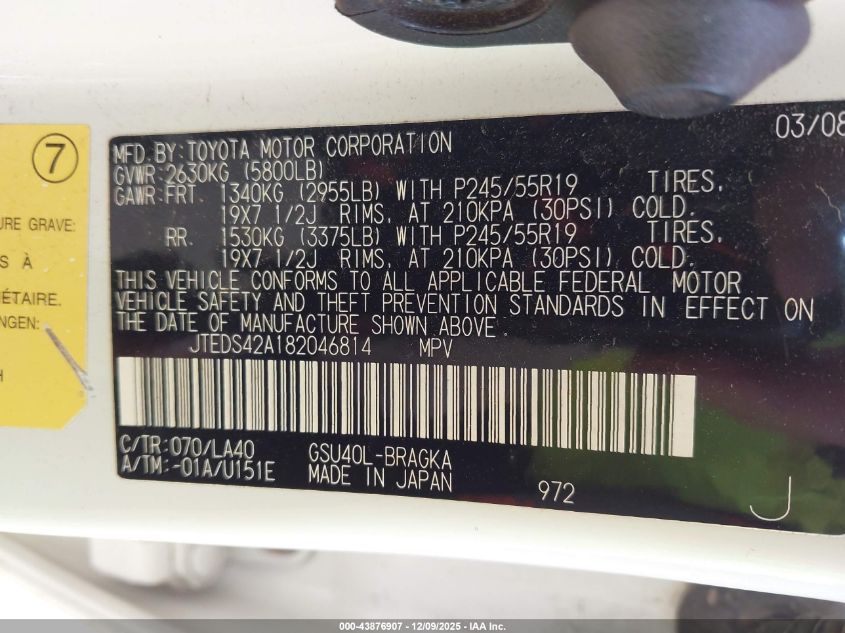 7
URE GRAVE:
S À
ÉTAIRE.
NGEN:
H
03/08
MFD.BY:TOYOTA MOTOR CORPORATION
GVWR:2630KG (5800LB)
GAWR:FRT. 1340KG (2955LB) WITH P245/55R19 TIRES,
19X7 1/2J RIMS, AT 210KPA (30PSI) COLD.
RR. 1530KG (3375LB) WITH P245/55R19 TIRES,
19X7 1/2J RIMS, AT 210KPA (30PSI) COLD.
THIS VEHICLE CONFORMS TO ALL APPLICABLE FEDERAL MOTOR
VEHICLE SAFETY AND THEFT PREVENTION STANDARDS IN EFFECT ON
THE DATE OF MANUFACTURE SHOWN ABOVE.
JTEDS42A182046814 MPV
C/TR:070/LA40 GSU40L-BRAGKA
A/TM:-01A/U151E MADE IN JAPAN
972
J
000-43876907 - 12/09/2025 - IAA Inc.